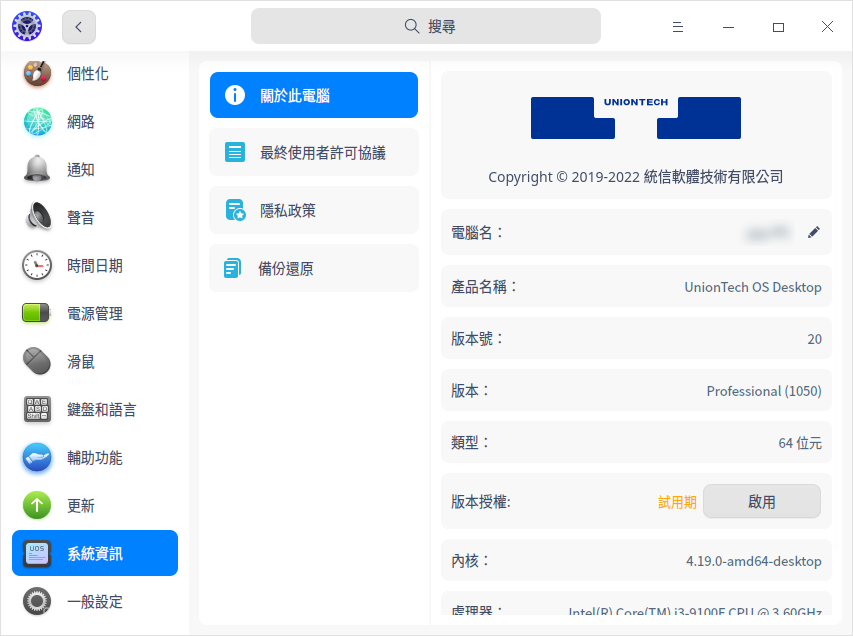 搜尋
個性化
網路
通知
聲音
時間日期
電源管理
滑鼠
鍵盤和語言
輔助功能
更新
UOS
系統資訊
一般設定
關於此電腦
最終使用者許可協議
隱私政策
備份還原
UNIONTECH
Copyright © 2019-2022 統信軟體技術有限公司
電腦名：
產品名稱： UnionTech OS Desktop
版本號： 20
版本： Professional (1050)
類型： 64 位元
版本授權: 試用期 啟用
內核： 4.19.0-amd64-desktop
處理器： Intel(R) Core(TM) i3-9100F CPU @ 3.60GHz